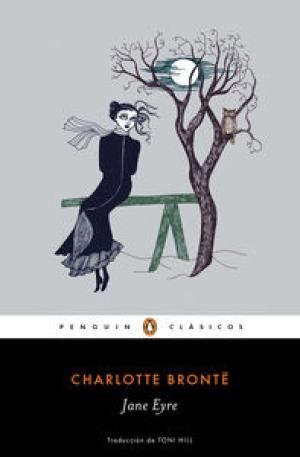 PENGUIN CLÁSICOS
CHARLOTTE BRONTË
Jane Eyre
Traducción de TONI HILL